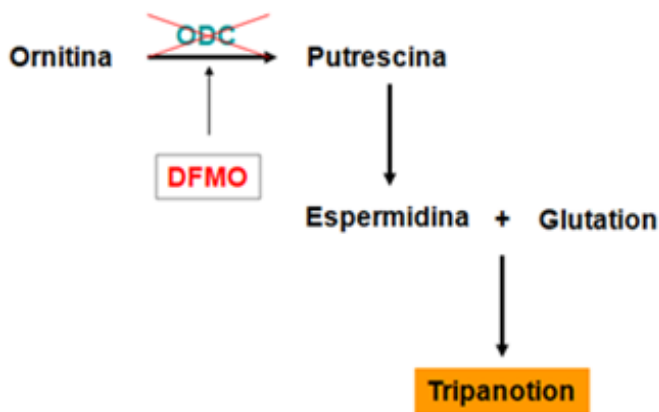 ODC
Ornitina Putrescina
DFMO
Espermidina + Glutation
Tripanotion